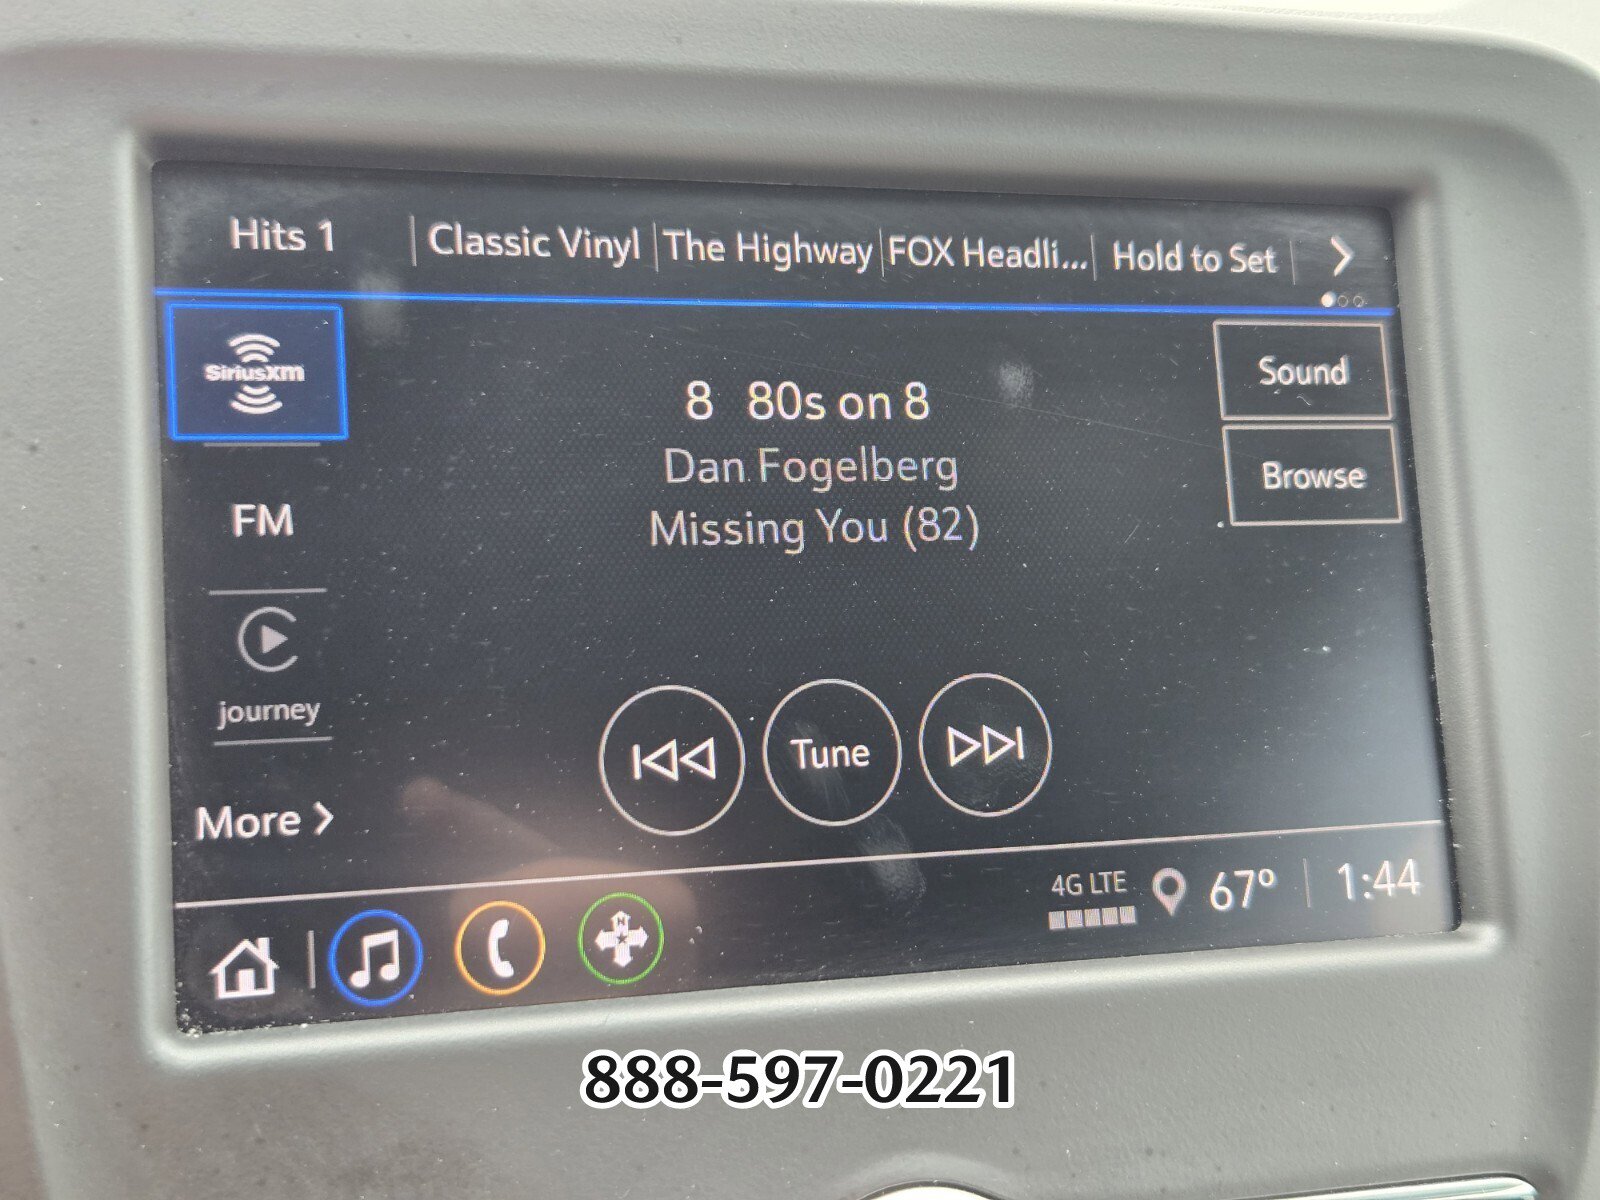 Hits 1
Classic Vinyl
The Highway
FOX Headli...
Hold to Set
SiriusXM
8 80s on 8
Sound
Dan Fogelberg
Browse
Missing You (82)
FM
journey
Tune
More
4G LTE
67°
1:44
N
888-597-0221